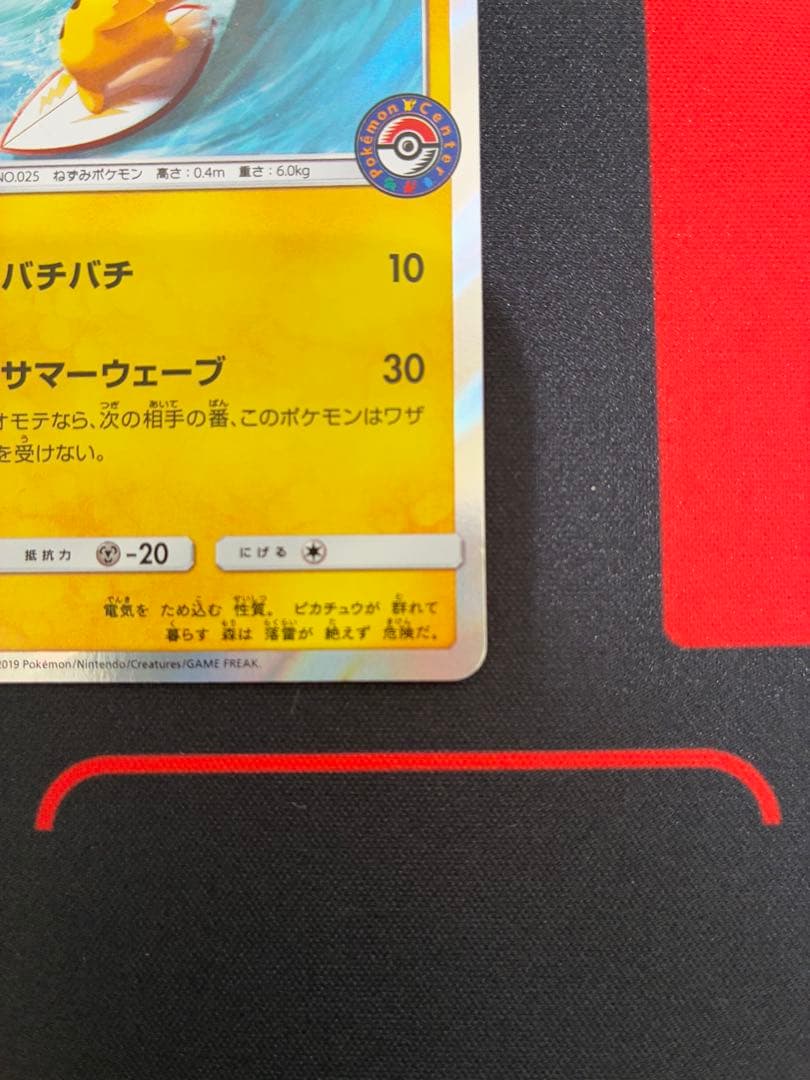 Pokémon Center
NO.025 ねずみポケモン 高さ:0.4m 重さ:6.0kg
バチバチ 10
サマーウェーブ 30
オモテなら、次の相手の番、このポケモンはワザ
を受けない。
抵抗力 -20 にげる
電気を ため込む 性質。 ピカチュウが 群れて
暮らす 森は 落雷が 絶えず 危険だ。
2019 Pokémon/Nintendo/Creatures/GAME FREAK.